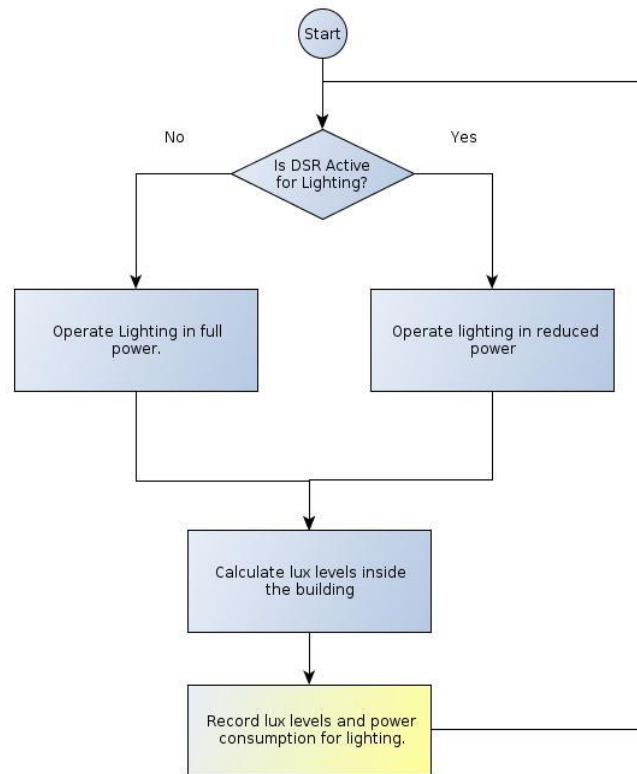 Start
No
Yes
Is DSR Active
for Lighting?
Operate Lighting in full
power.
Operate lighting in reduced
power
Calculate lux levels inside
the building
Record lux levels and power
consumption for lighting.